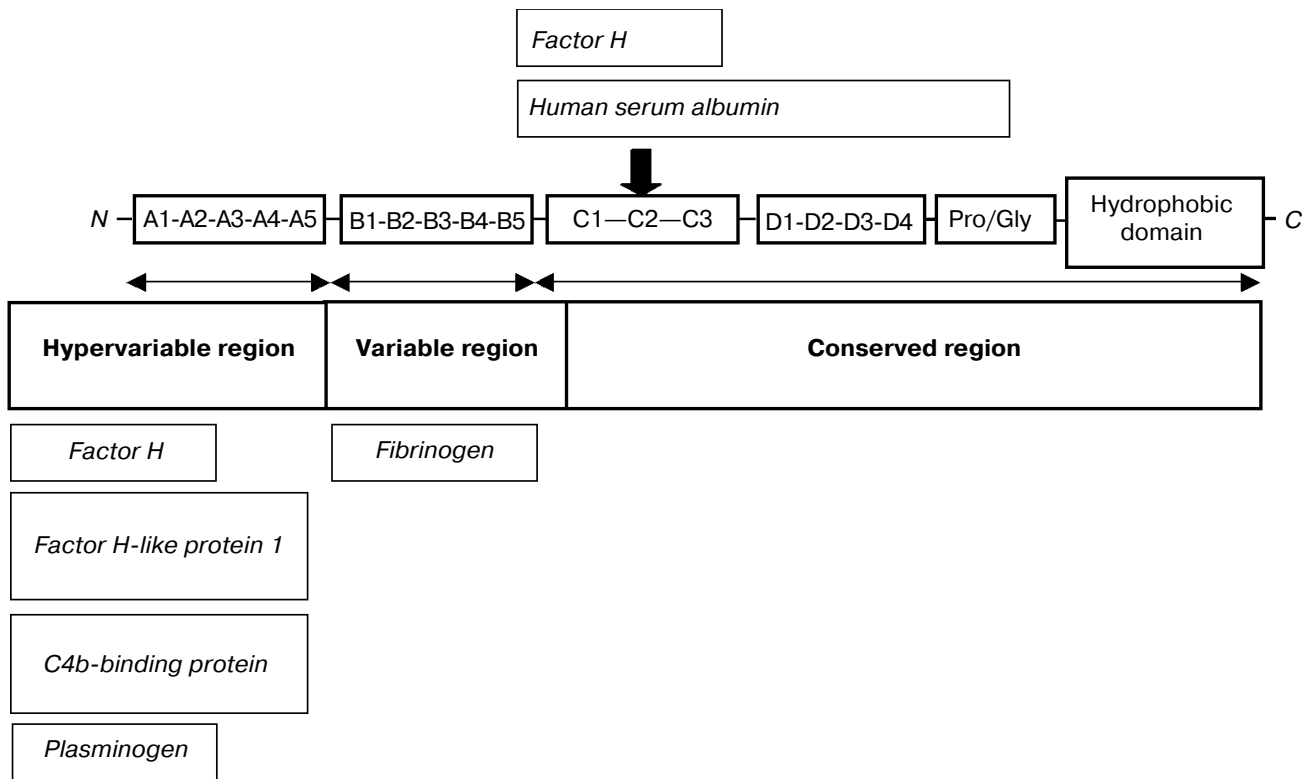 Factor H
Human serum albumin
N A1-A2-A3-A4-A5 B1-B2-B3-B4-B5 C1—C2—C3 D1-D2-D3-D4 Pro/Gly Hydrophobic domain C
Hypervariable region Variable region Conserved region
Factor H Fibrinogen
Factor H-like protein 1
C4b-binding protein
Plasminogen